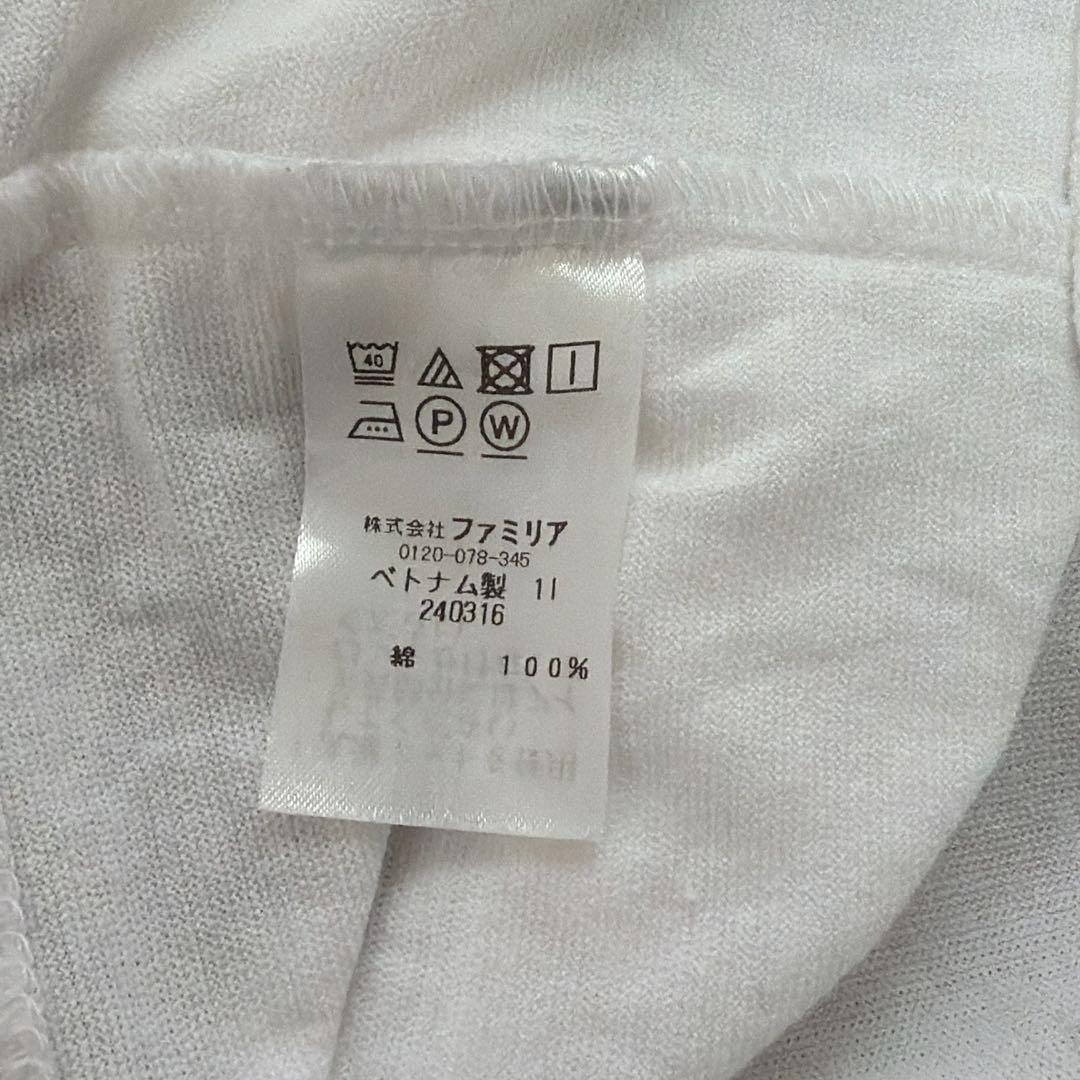 40
P W
株式会社 ファミリア
0120-078-345
ベトナム製 11
240316
綿 100%